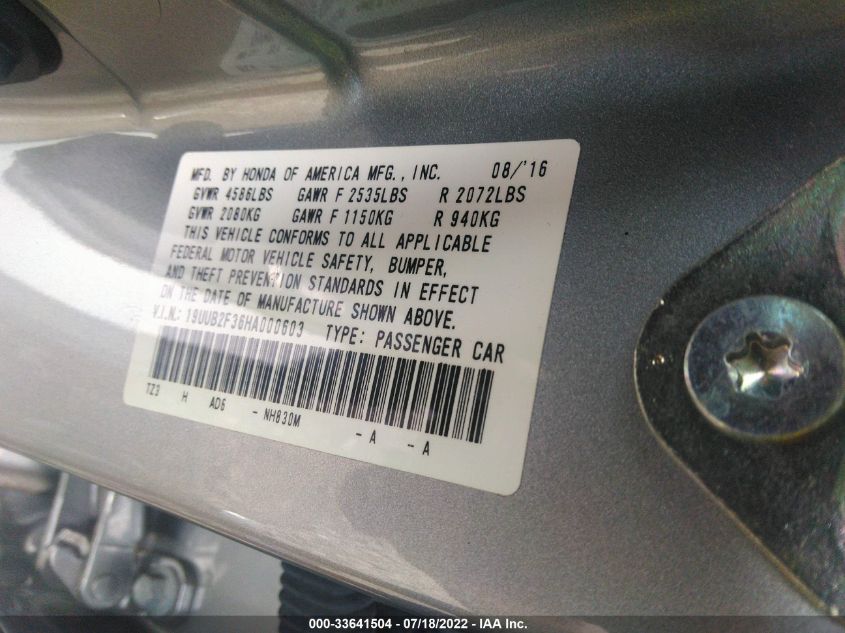 MFD. BY HONDA OF AMERICA MFG., INC. 08/'16
GVWR 4586LBS GAWR F 2535LBS R 2072LBS
GVWR 2080KG GAWR F 1150KG R 940KG
THIS VEHICLE CONFORMS TO ALL APPLICABLE
FEDERAL MOTOR VEHICLE SAFETY, BUMPER,
AND THEFT PREVENTION STANDARDS IN EFFECT
ON THE DATE OF MANUFACTURE SHOWN ABOVE.
V.I.N.: 19UUB2F36HA000603 TYPE: PASSENGER CAR
TZ3 H AD6 - NH830M - A - A
000-33641504 / 07/18/2022 - IAA Inc.